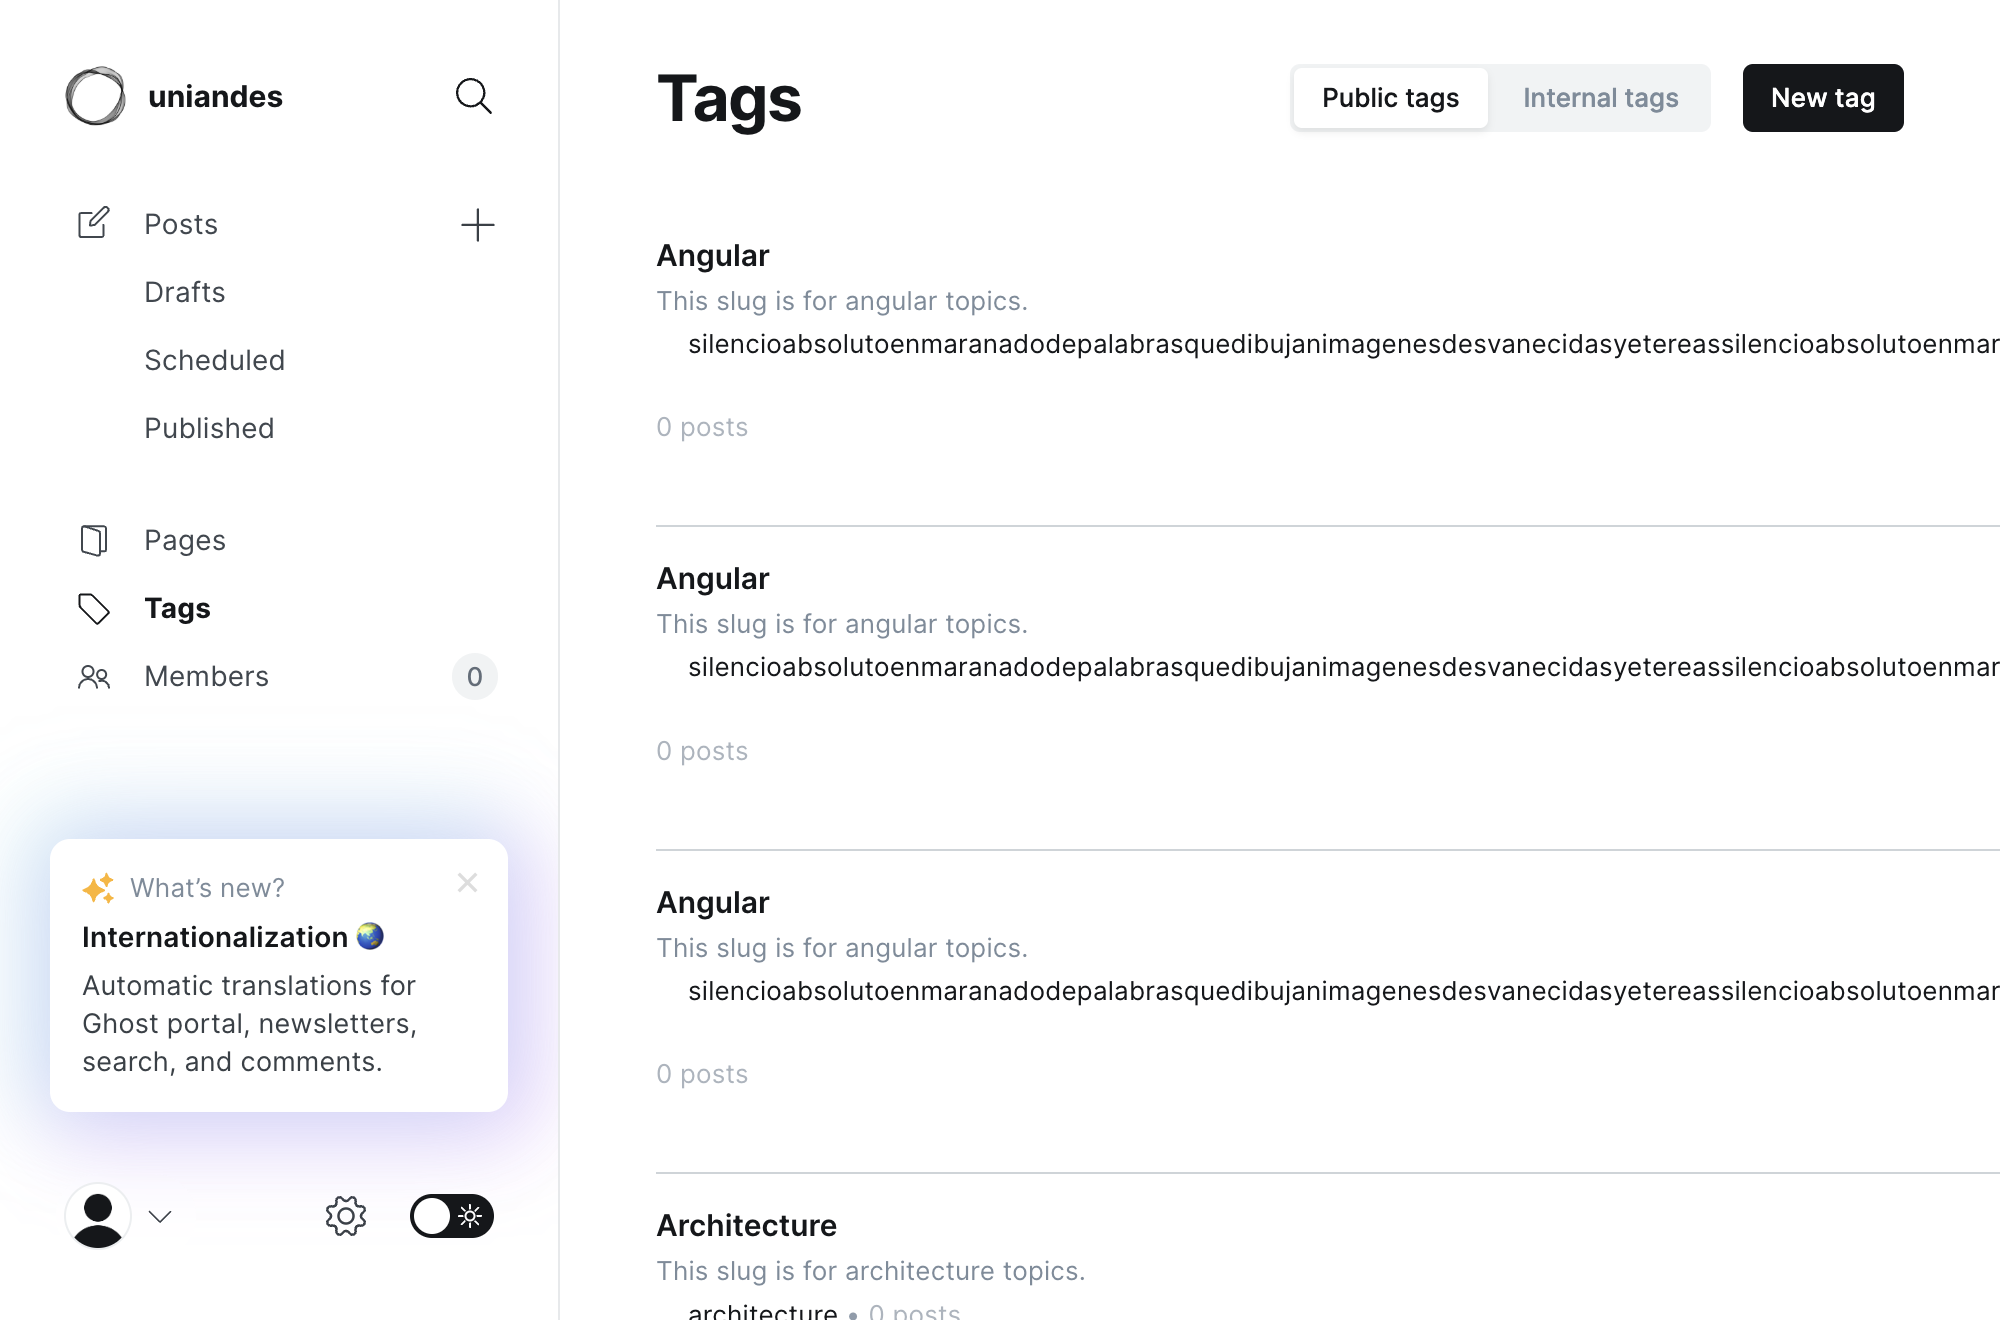 uniandes
Posts
Drafts
Scheduled
Published
Pages
Tags
Members
0
What's new?
Internationalization 🌏
Automatic translations for
Ghost portal, newsletters,
search, and comments.
Tags
Public tags
Internal tags
New tag
Angular
This slug is for angular topics.
silencioabsolutoenmaranadodepalabrasquedibujanimagenesdesvanecidasyetereassilencioabsolutoenmar
0 posts
Angular
This slug is for angular topics.
silencioabsolutoenmaranadodepalabrasquedibujanimagenesdesvanecidasyetereassilencioabsolutoenmar
0 posts
Angular
This slug is for angular topics.
silencioabsolutoenmaranadodepalabrasquedibujanimagenesdesvanecidasyetereassilencioabsolutoenmar
0 posts
Architecture
This slug is for architecture topics.
architecture • 0 posts